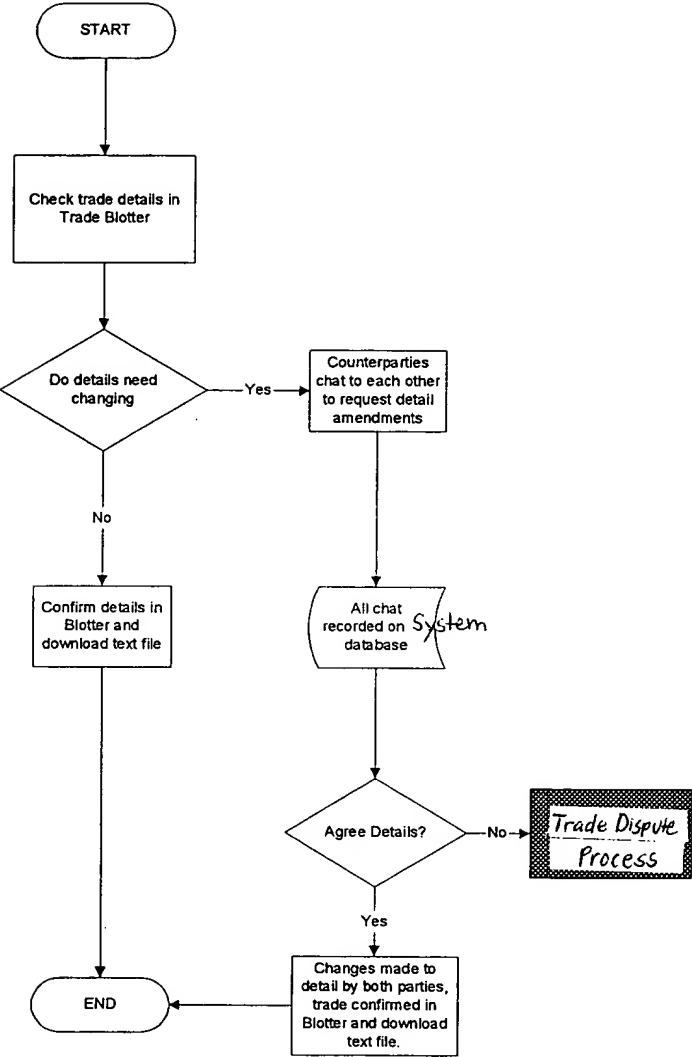 START
Check trade details in
Trade Blotter
Do details need
changing
Yes
Counterparties
chat to each other
to request detail
amendments
No
Confirm details in
Blotter and
download text file
All chat
recorded on System
database
Agree Details?
No
Trade Dispute
Process
Yes
Changes made to
detail by both parties,
trade confirmed in
Blotter and download
text file.
END